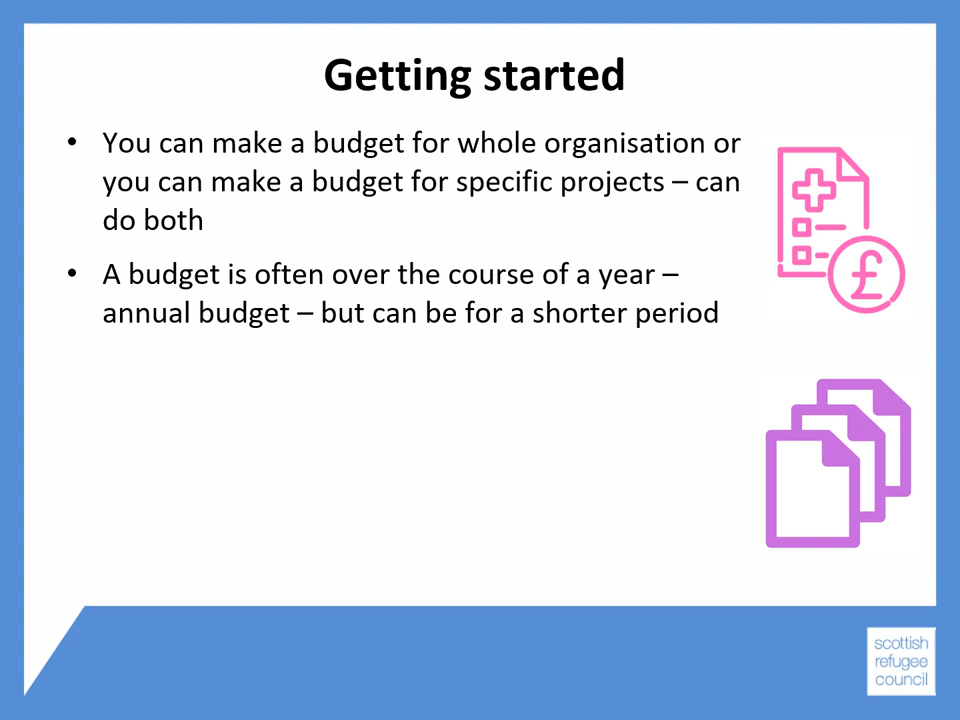 Getting started
• You can make a budget for whole organisation or
you can make a budget for specific projects – can
do both
• A budget is often over the course of a year –
annual budget – but can be for a shorter period
£
scottish
refugee
council